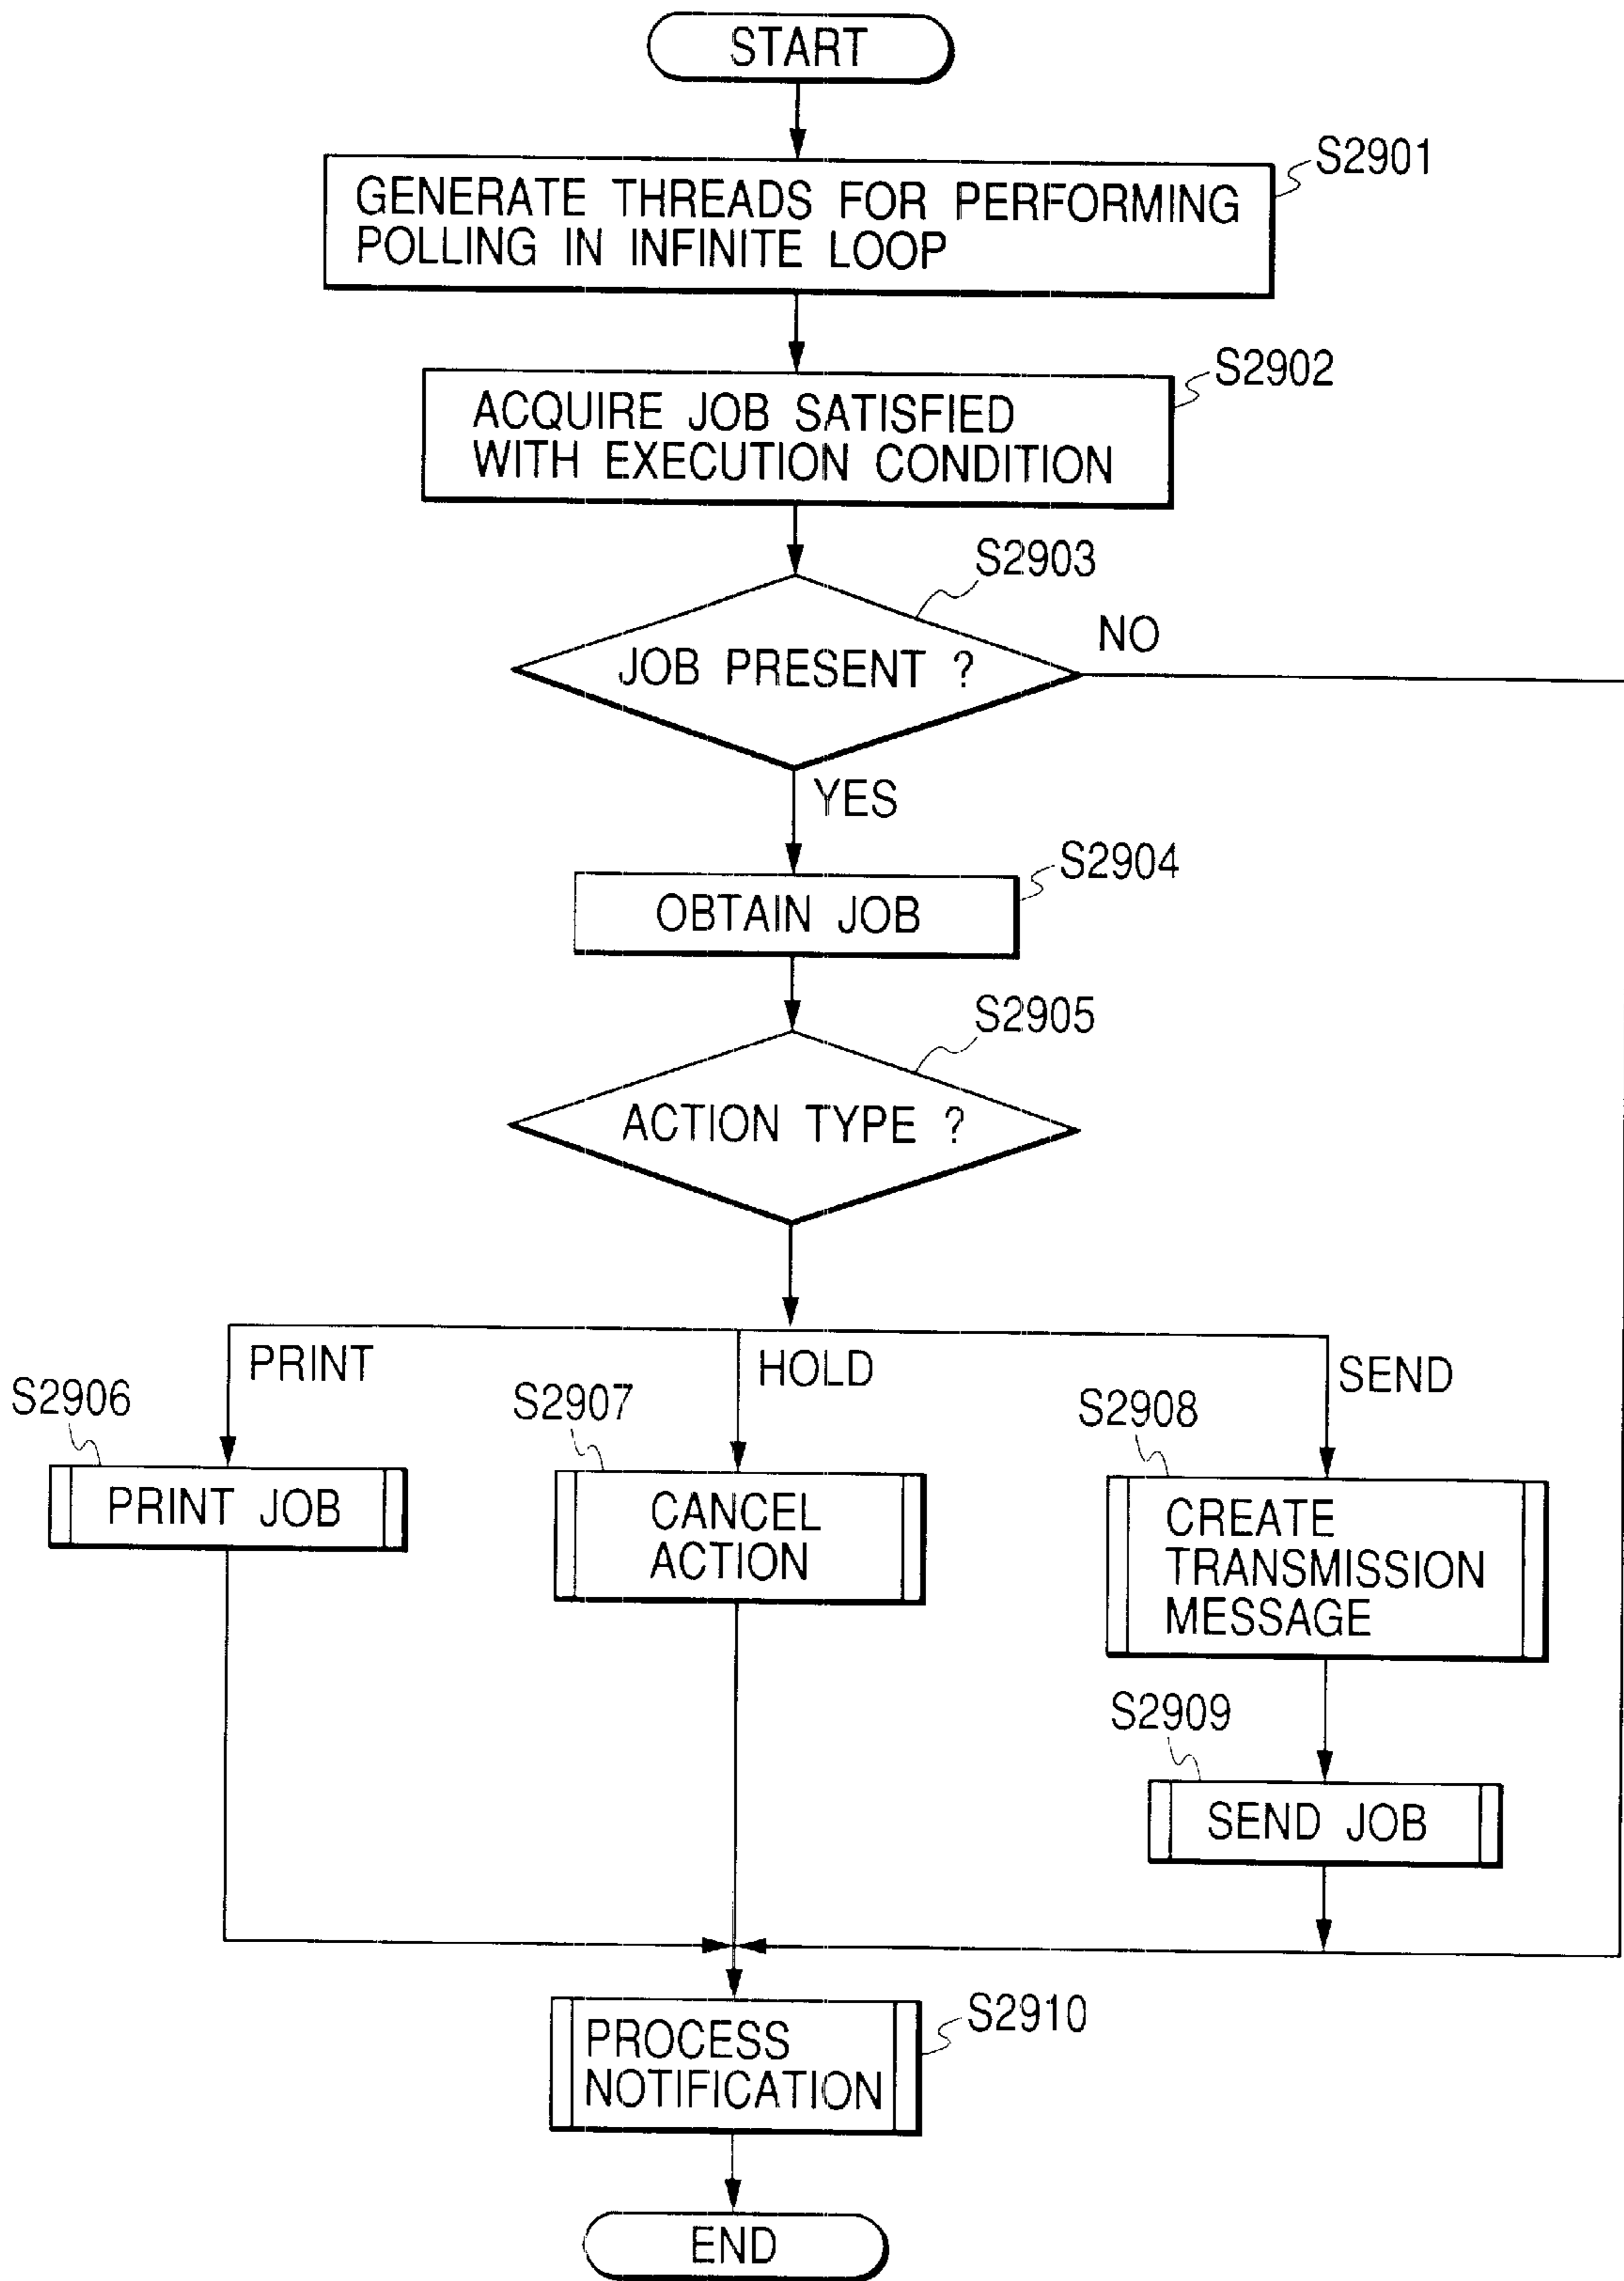 START
S2901
GENERATE THREADS FOR PERFORMING
POLLING IN INFINITE LOOP
S2902
ACQUIRE JOB SATISFIED
WITH EXECUTION CONDITION
S2903
JOB PRESENT ?
NO
YES
S2904
OBTAIN JOB
S2905
ACTION TYPE ?
PRINT
HOLD
SEND
S2906
PRINT JOB
S2907
CANCEL
ACTION
S2908
CREATE
TRANSMISSION
MESSAGE
S2909
SEND JOB
S2910
PROCESS
NOTIFICATION
END